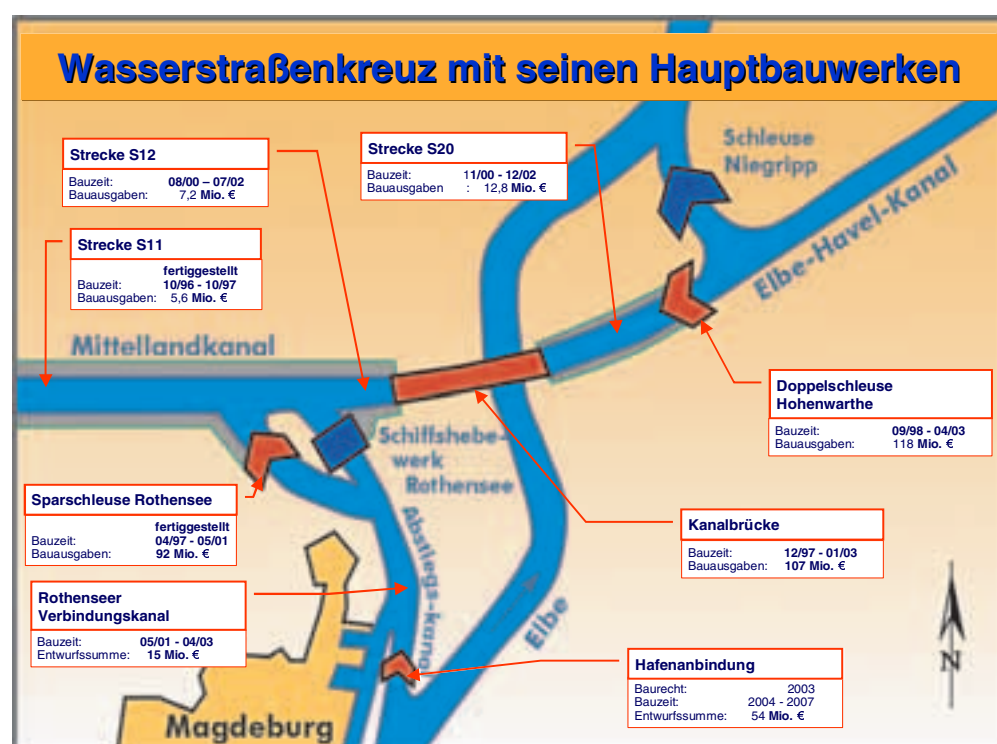 Wasserstraßenkreuz mit seinen Hauptbauwerken
Strecke S12
Bauzeit: 08/00 – 07/02
Bauausgaben: 7,2 Mio. €
Strecke S20
Bauzeit: 11/00 - 12/02
Bauausgaben : 12,8 Mio. €
Schleuse
Niegripp
Strecke S11
fertiggestellt
Bauzeit: 10/96 - 10/97
Bauausgaben: 5,6 Mio. €
Elbe-Havel-Kanal
Mittellandkanal
Doppelschleuse
Hohenwarthe
Bauzeit: 09/98 - 04/03
Bauausgaben: 118 Mio. €
Schiffshebe-
werk
Rothensee
Sparschleuse Rothensee
fertiggestellt
Bauzeit: 04/97 - 05/01
Bauausgaben: 92 Mio. €
Abstiegs-kanal
Kanalbrücke
Bauzeit: 12/97 - 01/03
Bauausgaben: 107 Mio. €
Rothenseer
Verbindungskanal
Bauzeit: 05/01 - 04/03
Entwurfssumme: 15 Mio. €
Elbe
Hafenanbindung
Baurecht: 2003
Bauzeit: 2004 - 2007
Entwurfssumme: 54 Mio. €
N
Magdeburg